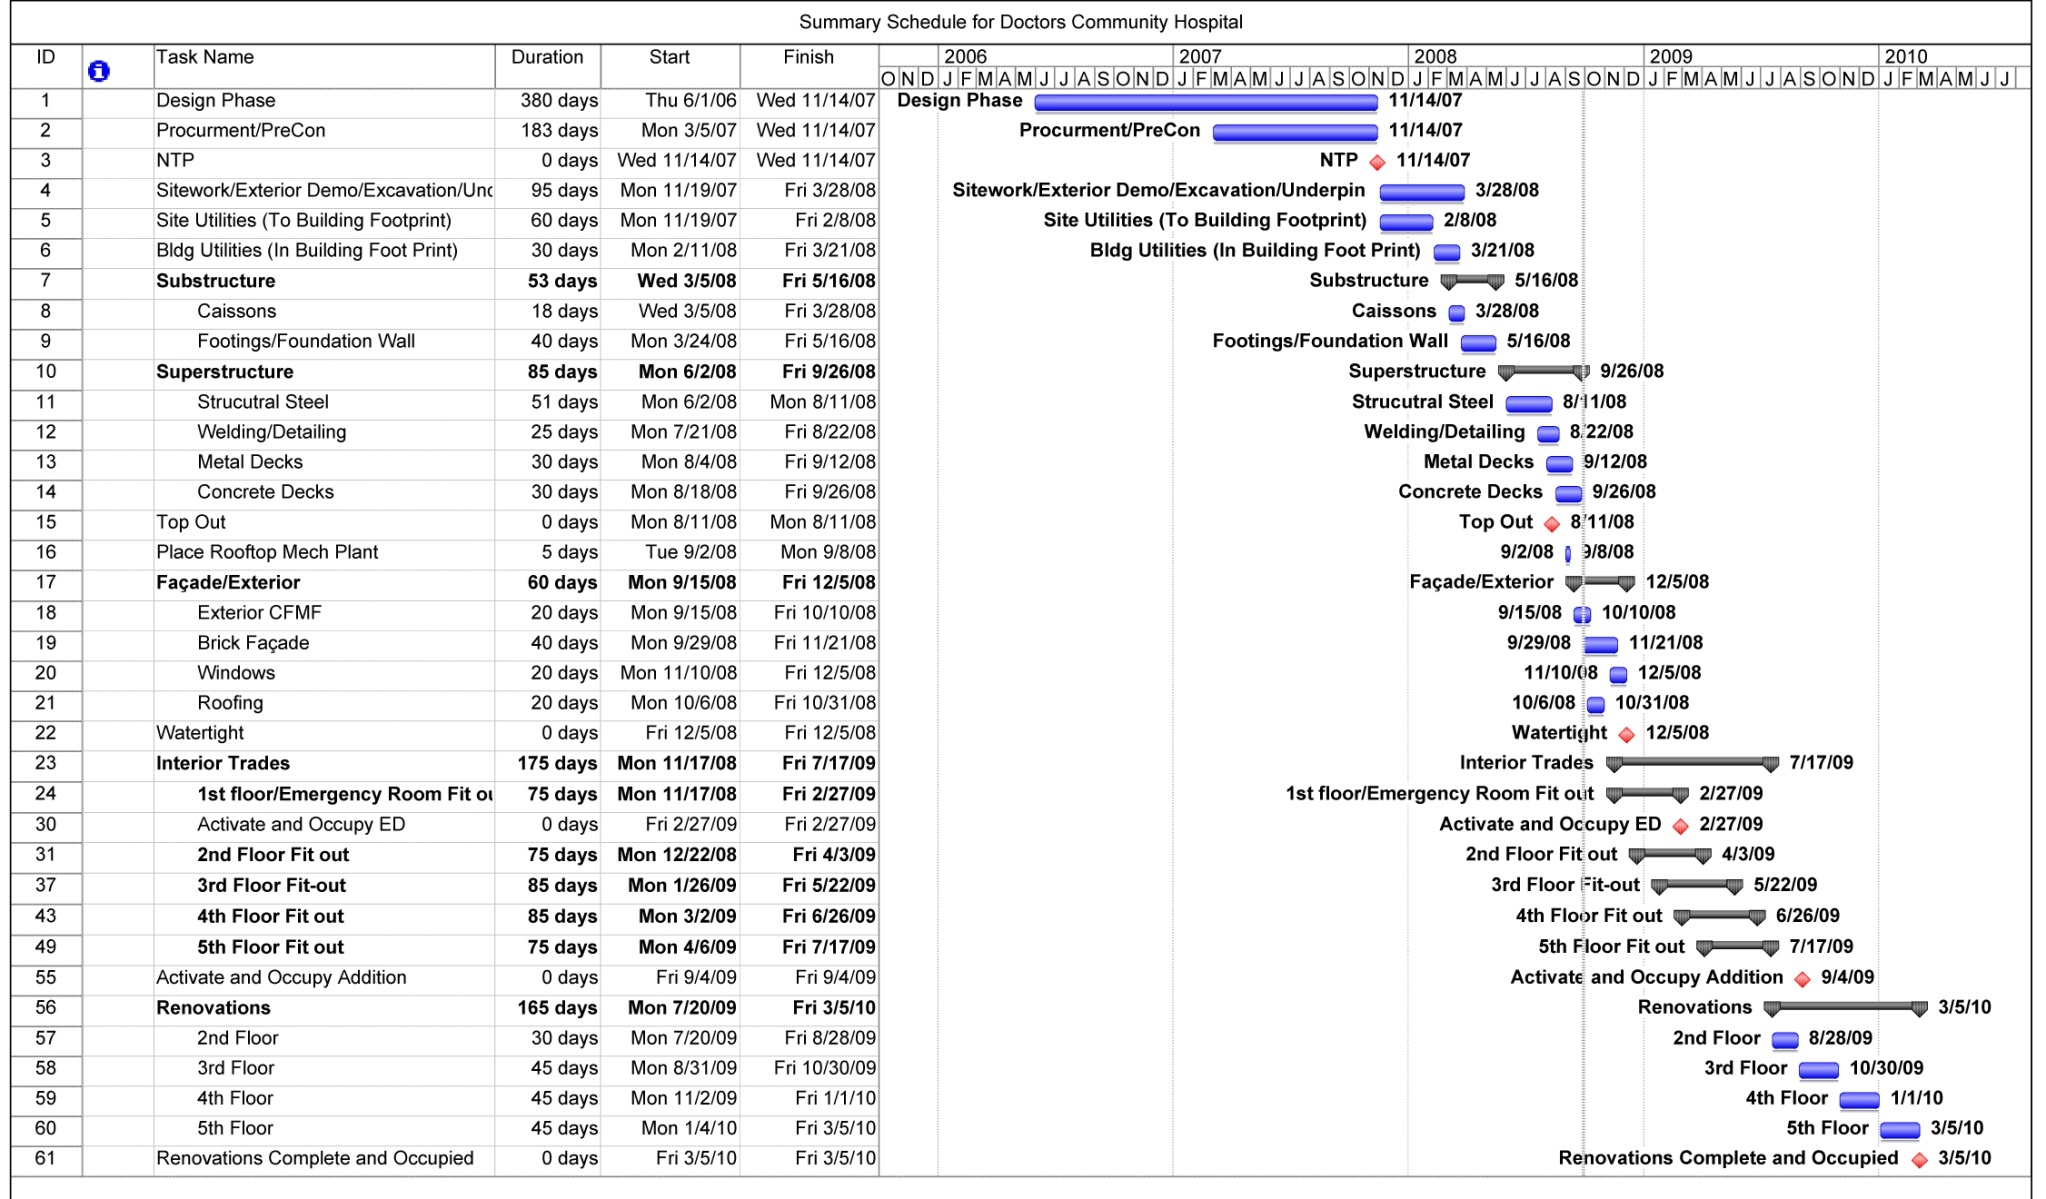 Summary Schedule for Doctors Community Hospital
ID Task Name Duration Start Finish 2006 2007 2008 2009 2010
O N D J F M A M J J A S O N D J F M A M J J A S O N D J F M A M J J A S O N D J F M A M J J A S O N D J F M A M J J
1 Design Phase 380 days Thu 6/1/06 Wed 11/14/07 Design Phase 11/14/07
2 Procurment/PreCon 183 days Mon 3/5/07 Wed 11/14/07 Procurment/PreCon 11/14/07
3 NTP 0 days Wed 11/14/07 Wed 11/14/07 NTP 11/14/07
4 Sitework/Exterior Demo/Excavation/Und 95 days Mon 11/19/07 Fri 3/28/08 Sitework/Exterior Demo/Excavation/Underpin 3/28/08
5 Site Utilities (To Building Footprint) 60 days Mon 11/19/07 Fri 2/8/08 Site Utilities (To Building Footprint) 2/8/08
6 Bldg Utilities (In Building Foot Print) 30 days Mon 2/11/08 Fri 3/21/08 Bldg Utilities (In Building Foot Print) 3/21/08
7 Substructure 53 days Wed 3/5/08 Fri 5/16/08 Substructure 5/16/08
8 Caissons 18 days Wed 3/5/08 Fri 3/28/08 Caissons 3/28/08
9 Footings/Foundation Wall 40 days Mon 3/24/08 Fri 5/16/08 Footings/Foundation Wall 5/16/08
10 Superstructure 85 days Mon 6/2/08 Fri 9/26/08 Superstructure 9/26/08
11 Strucutral Steel 51 days Mon 6/2/08 Mon 8/11/08 Strucutral Steel 8/11/08
12 Welding/Detailing 25 days Mon 7/21/08 Fri 8/22/08 Welding/Detailing 8/22/08
13 Metal Decks 30 days Mon 8/4/08 Fri 9/12/08 Metal Decks 9/12/08
14 Concrete Decks 30 days Mon 8/18/08 Fri 9/26/08 Concrete Decks 9/26/08
15 Top Out 0 days Mon 8/11/08 Mon 8/11/08 Top Out 8/11/08
16 Place Rooftop Mech Plant 5 days Tue 9/2/08 Mon 9/8/08 9/2/08 9/8/08
17 Façade/Exterior 60 days Mon 9/15/08 Fri 12/5/08 Façade/Exterior 12/5/08
18 Exterior CFMF 20 days Mon 9/15/08 Fri 10/10/08 9/15/08 10/10/08
19 Brick Façade 40 days Mon 9/29/08 Fri 11/21/08 9/29/08 11/21/08
20 Windows 20 days Mon 11/10/08 Fri 12/5/08 11/10/08 12/5/08
21 Roofing 20 days Mon 10/6/08 Fri 10/31/08 10/6/08 10/31/08
22 Watertight 0 days Fri 12/5/08 Fri 12/5/08 Watertight 12/5/08
23 Interior Trades 175 days Mon 11/17/08 Fri 7/17/09 Interior Trades 7/17/09
24 1st floor/Emergency Room Fit ou 75 days Mon 11/17/08 Fri 2/27/09 1st floor/Emergency Room Fit out 2/27/09
30 Activate and Occupy ED 0 days Fri 2/27/09 Fri 2/27/09 Activate and Occupy ED 2/27/09
31 2nd Floor Fit out 75 days Mon 12/22/08 Fri 4/3/09 2nd Floor Fit out 4/3/09
37 3rd Floor Fit-out 85 days Mon 1/26/09 Fri 5/22/09 3rd Floor Fit-out 5/22/09
43 4th Floor Fit out 85 days Mon 3/2/09 Fri 6/26/09 4th Floor Fit out 6/26/09
49 5th Floor Fit out 75 days Mon 4/6/09 Fri 7/17/09 5th Floor Fit out 7/17/09
55 Activate and Occupy Addition 0 days Fri 9/4/09 Fri 9/4/09 Activate and Occupy Addition 9/4/09
56 Renovations 165 days Mon 7/20/09 Fri 3/5/10 Renovations 3/5/10
57 2nd Floor 30 days Mon 7/20/09 Fri 8/28/09 2nd Floor 8/28/09
58 3rd Floor 45 days Mon 8/31/09 Fri 10/30/09 3rd Floor 10/30/09
59 4th Floor 45 days Mon 11/2/09 Fri 1/1/10 4th Floor 1/1/10
60 5th Floor 45 days Mon 1/4/10 Fri 3/5/10 5th Floor 3/5/10
61 Renovations Complete and Occupied 0 days Fri 3/5/10 Fri 3/5/10 Renovations Complete and Occupied 3/5/10